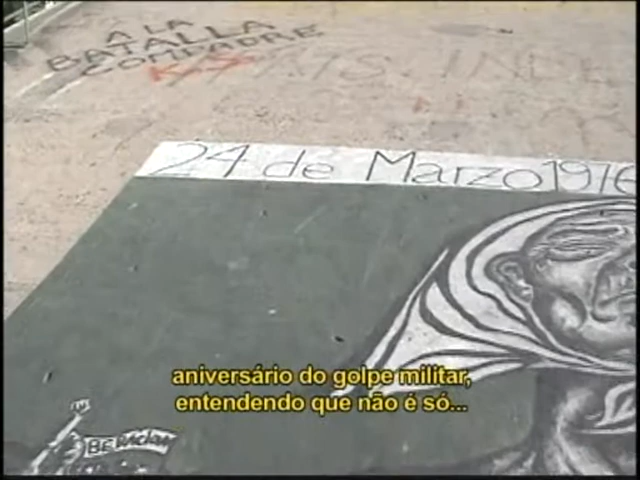 A LA
BATALLA
COMPADRE
24 de Marzo 1976
aniversário do golpe militar,
entendendo que não é só...